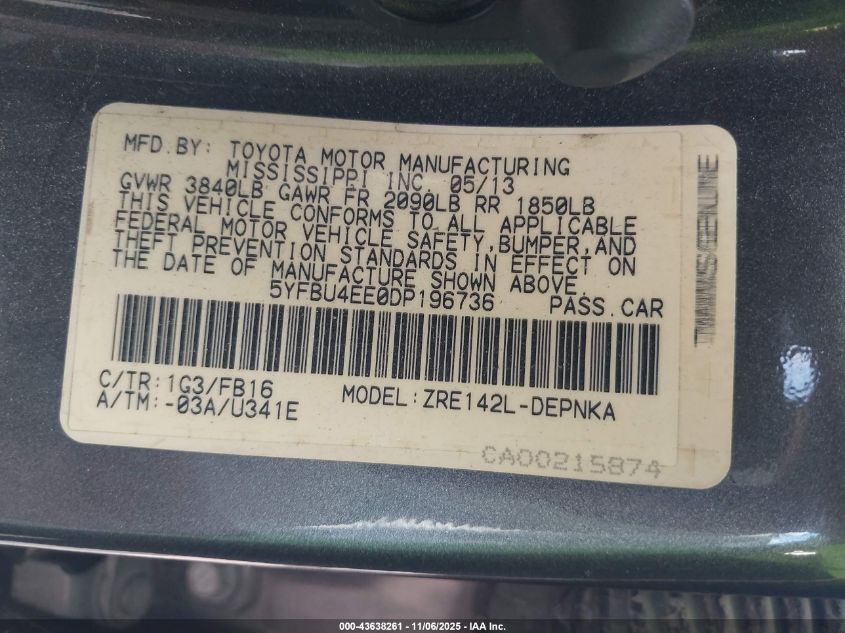 MFD.BY: TOYOTA MOTOR MANUFACTURING
MISSISSIPPI INC. 05/13
GVWR 3840LB GAWR FR 2090LB RR 1850LB
THIS VEHICLE CONFORMS TO ALL APPLICABLE
FEDERAL MOTOR VEHICLE SAFETY,BUMPER,AND
THEFT PREVENTION STANDARDS IN EFFECT ON
THE DATE OF MANUFACTURE SHOWN ABOVE.
5YFBU4EE0DP196736 PASS.CAR
C/TR:1G3/FB16
A/TM:-03A/U341E
MODEL:ZRE142L-DEPNKA
CA00215874
000-43638261 - 11/06/2025 - IAA Inc.